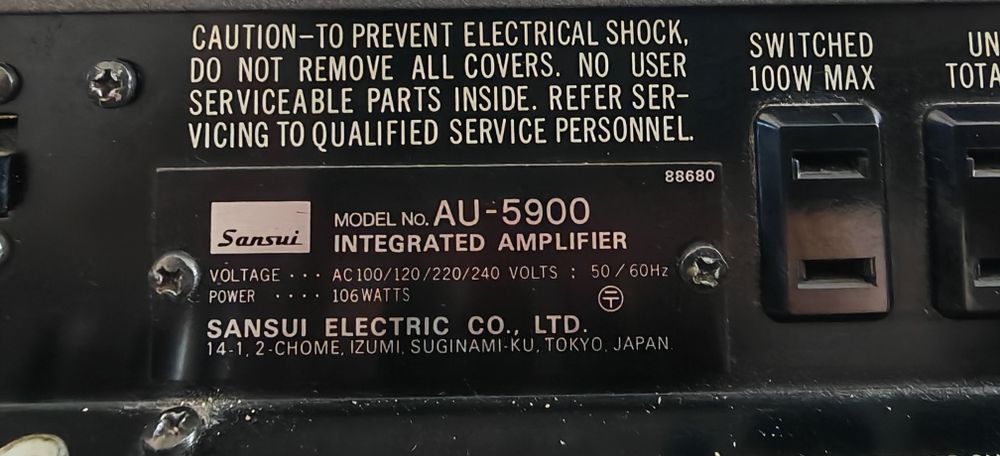 CAUTION–TO PREVENT ELECTRICAL SHOCK,
DO NOT REMOVE ALL COVERS. NO USER
SERVICEABLE PARTS INSIDE. REFER SER-
VICING TO QUALIFIED SERVICE PERSONNEL.
SWITCHED
100W MAX
UN
TOTA
88680
Sansui
MODEL No. AU-5900
INTEGRATED AMPLIFIER
VOLTAGE ··· AC100/120/220/240 VOLTS : 50/60Hz
POWER ···· 106WATTS
〒
SANSUI ELECTRIC CO., LTD.
14-1, 2-CHOME, IZUMI, SUGINAMI-KU, TOKYO, JAPAN.